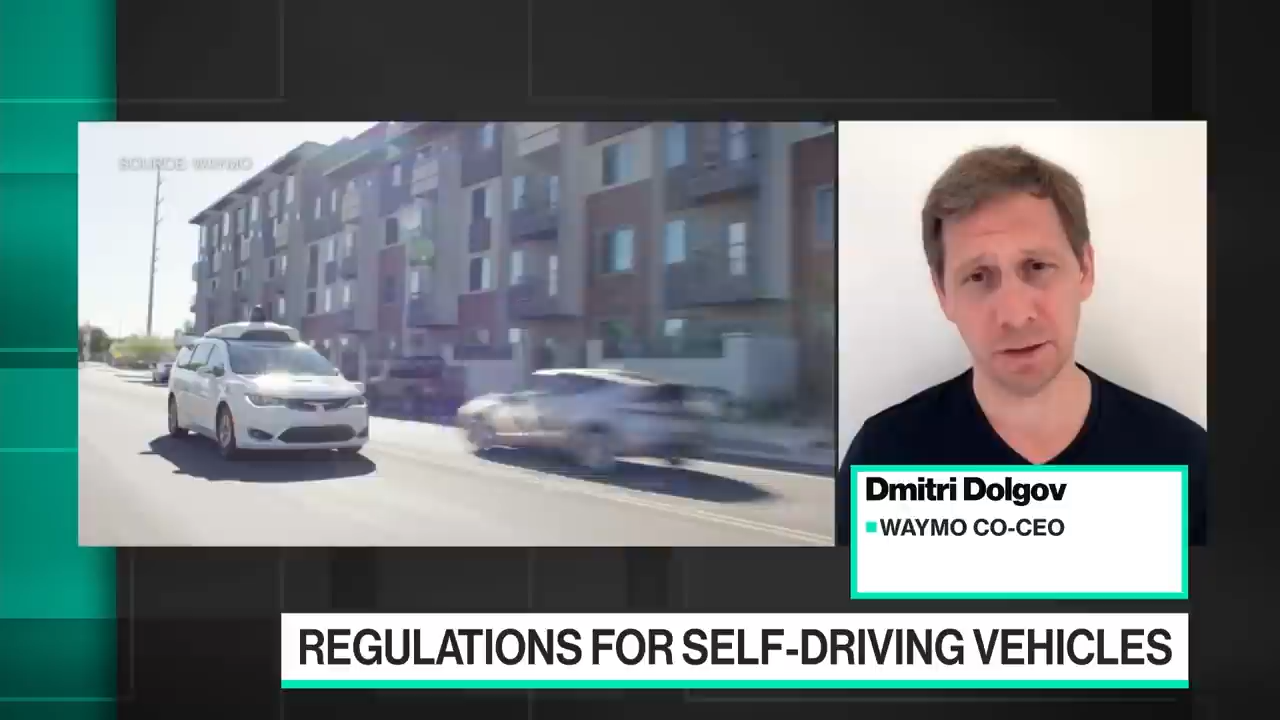 SOURCE: WAYMO
Dmitri Dolgov
WAYMO CO-CEO
REGULATIONS FOR SELF-DRIVING VEHICLES